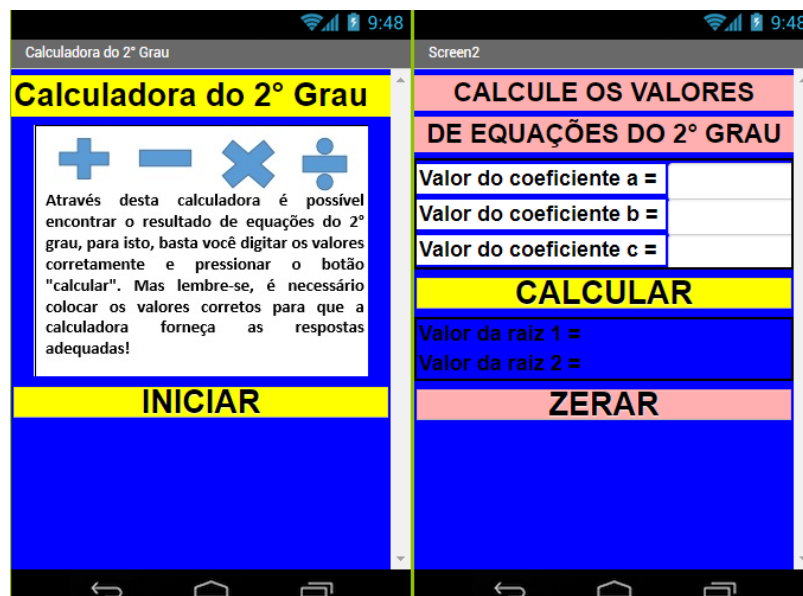 9:48
Calculadora do 2° Grau
Calculadora do 2° Grau
Através desta calculadora é possível
encontrar o resultado de equações do 2°
grau, para isto, basta você digitar os valores
corretamente e pressionar o botão
"calcular". Mas lembre-se, é necessário
colocar os valores corretos para que a
calculadora forneça as respostas
adequadas!
INICIAR
9:48
Screen2
CALCULE OS VALORES
DE EQUAÇÕES DO 2° GRAU
Valor do coeficiente a =
Valor do coeficiente b =
Valor do coeficiente c =
CALCULAR
Valor da raiz 1 =
Valor da raiz 2 =
ZERAR